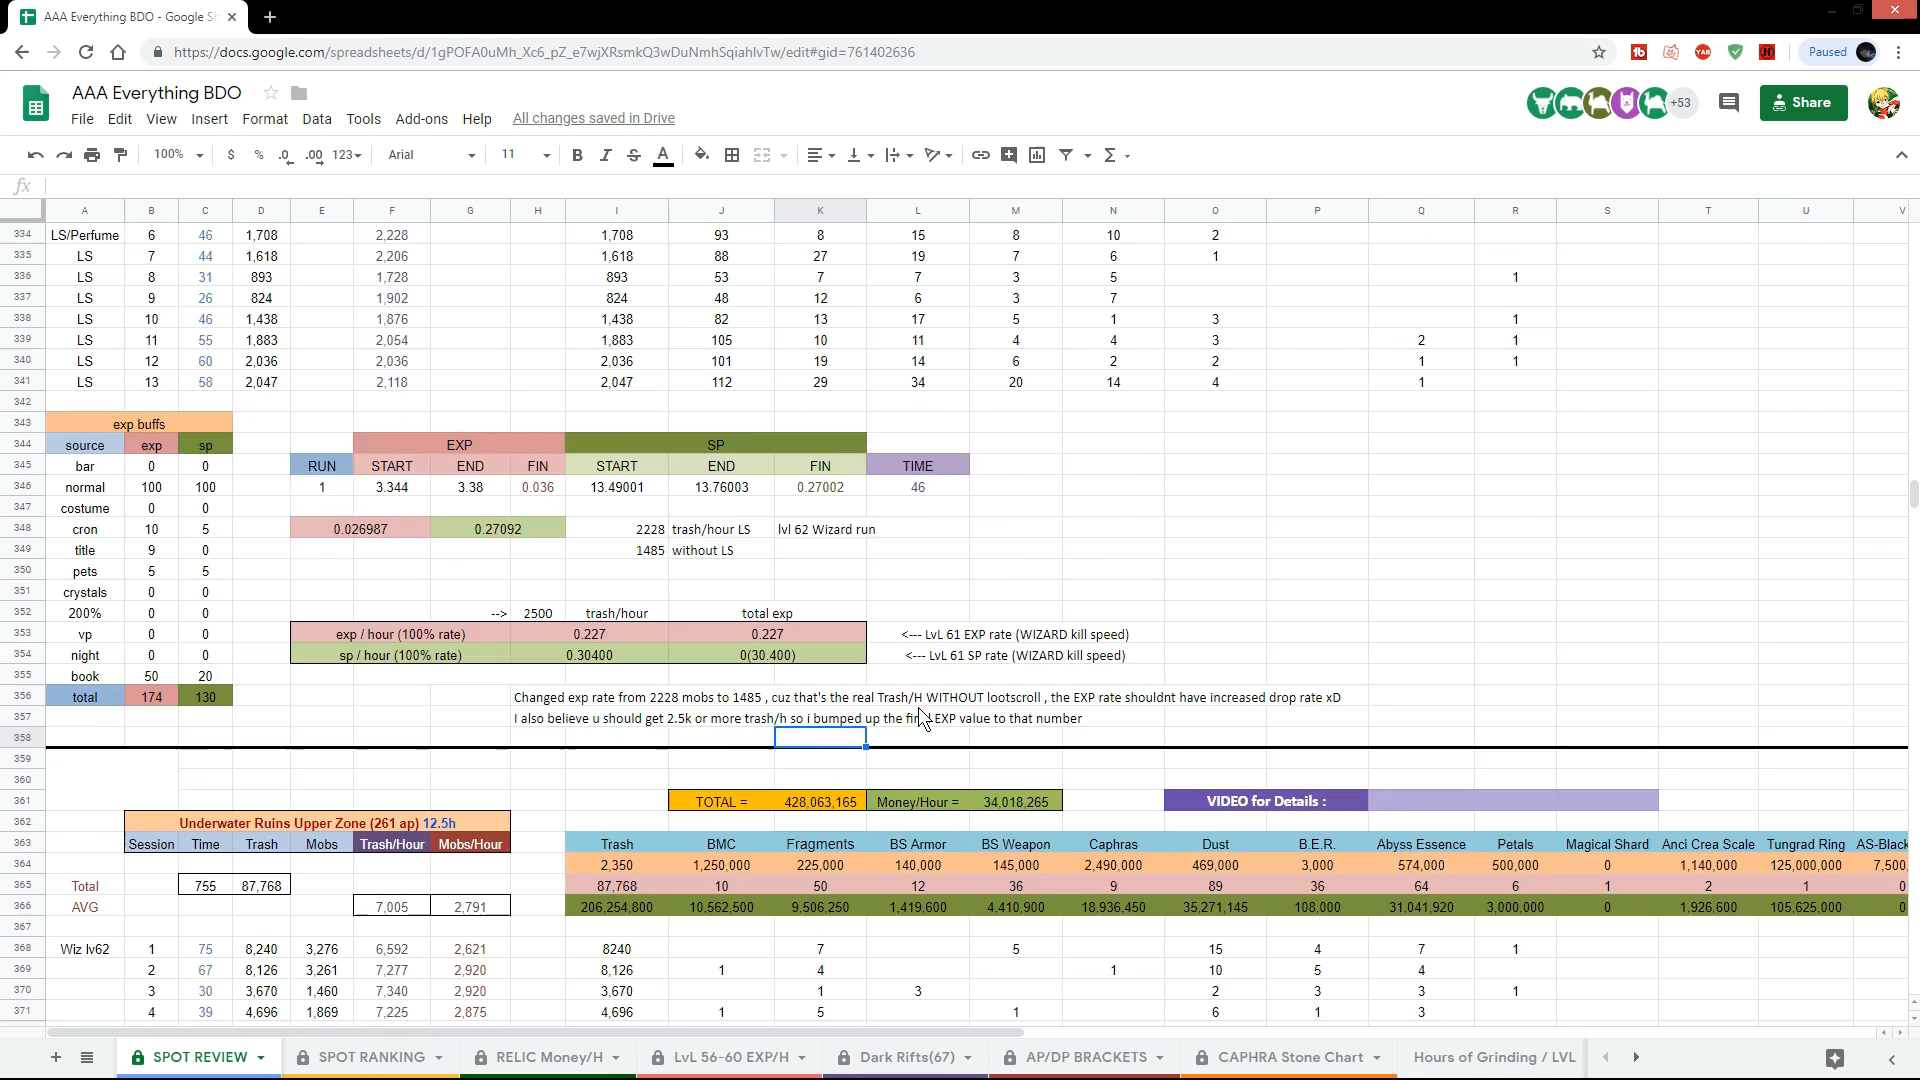 AAA Everything BDO - Google Sh
https://docs.google.com/spreadsheets/d/1gPOFA0uMh_Xc6_pZ_e7wjXRsmkQ3wDuNmhSqiahIvTw/edit#gid=761402636
Paused
AAA Everything BDO
+53
Share
File Edit View Insert Format Data Tools Add-ons Help All changes saved in Drive
100% $ % .0 .00 123 Arial 11 B I S A Σ
fx
A B C D E F G H I J K L M N O P Q R S T U V
334 LS/Perfume 6 46 1,708 2,228 1,708 93 8 15 8 10 2
335 LS 7 44 1,618 2,206 1,618 88 27 19 7 6 1
336 LS 8 31 893 1,728 893 53 7 7 3 5 1
337 LS 9 26 824 1,902 824 48 12 6 3 7
338 LS 10 46 1,438 1,876 1,438 82 13 17 5 1 3 1
339 LS 11 55 1,883 2,054 1,883 105 10 11 4 4 3 2 1
340 LS 12 60 2,036 2,036 2,036 101 19 14 6 2 2 1 1
341 LS 13 58 2,047 2,118 2,047 112 29 34 20 14 4 1
342
343 exp buffs
344 source exp sp EXP SP
345 bar 0 0 RUN START END FIN START END FIN TIME
346 normal 100 100 1 3.344 3.38 0.036 13.49001 13.76003 0.27002 46
347 costume 0 0
348 cron 10 5 0.026987 0.27092 2228 trash/hour LS lvl 62 Wizard run
349 title 9 0 1485 without LS
350 pets 5 5
351 crystals 0 0
352 200% 0 0 --> 2500 trash/hour total exp
353 vp 0 0 exp / hour (100% rate) 0.227 0.227 <--- LvL 61 EXP rate (WIZARD kill speed)
354 night 0 0 sp / hour (100% rate) 0.30400 0(30.400) <--- LvL 61 SP rate (WIZARD kill speed)
355 book 50 20
356 total 174 130 Changed exp rate from 2228 mobs to 1485 , cuz that's the real Trash/H WITHOUT lootscroll , the EXP rate shouldnt have increased drop rate xD
357 I also believe u should get 2.5k or more trash/h so i bumped up the EXP value to that number
358
359
360
361 TOTAL = 428,063,165 Money/Hour = 34,018,265 VIDEO for Details :
362 Underwater Ruins Upper Zone (261 ap) 12.5h
363 Session Time Trash Mobs Trash/Hour Mobs/Hour Trash BMC Fragments BS Armor BS Weapon Caphras Dust B.E.R. Abyss Essence Petals Magical Shard Anci Crea Scale Tungrad Ring AS-Black
364 2,350 1,250,000 225,000 140,000 145,000 2,490,000 469,000 3,000 574,000 500,000 0 1,140,000 125,000,000 7,500,
365 Total 755 87,768 87,768 10 50 12 36 9 89 36 64 6 1 2 1 0
366 AVG 7,005 2,791 206,254,800 10,562,500 9,506,250 1,419,600 4,410,900 18,936,450 35,271,145 108,000 31,041,920 3,000,000 0 1,926,600 105,625,000 0
367
368 Wiz lv62 1 75 8,240 3,276 6,592 2,621 8240 7 5 15 4 7 1
369 2 67 8,126 3,261 7,277 2,920 8,126 1 4 1 10 5 4
370 3 30 3,670 1,460 7,340 2,920 3,670 1 3 2 3 3 1
371 4 39 4,696 1,869 7,225 2,875 4,696 1 5 1 6 1 3
SPOT REVIEW SPOT RANKING RELIC Money/H LvL 56-60 EXP/H Dark Rifts(67) AP/DP BRACKETS CAPHRA Stone Chart Hours of Grinding / LVL